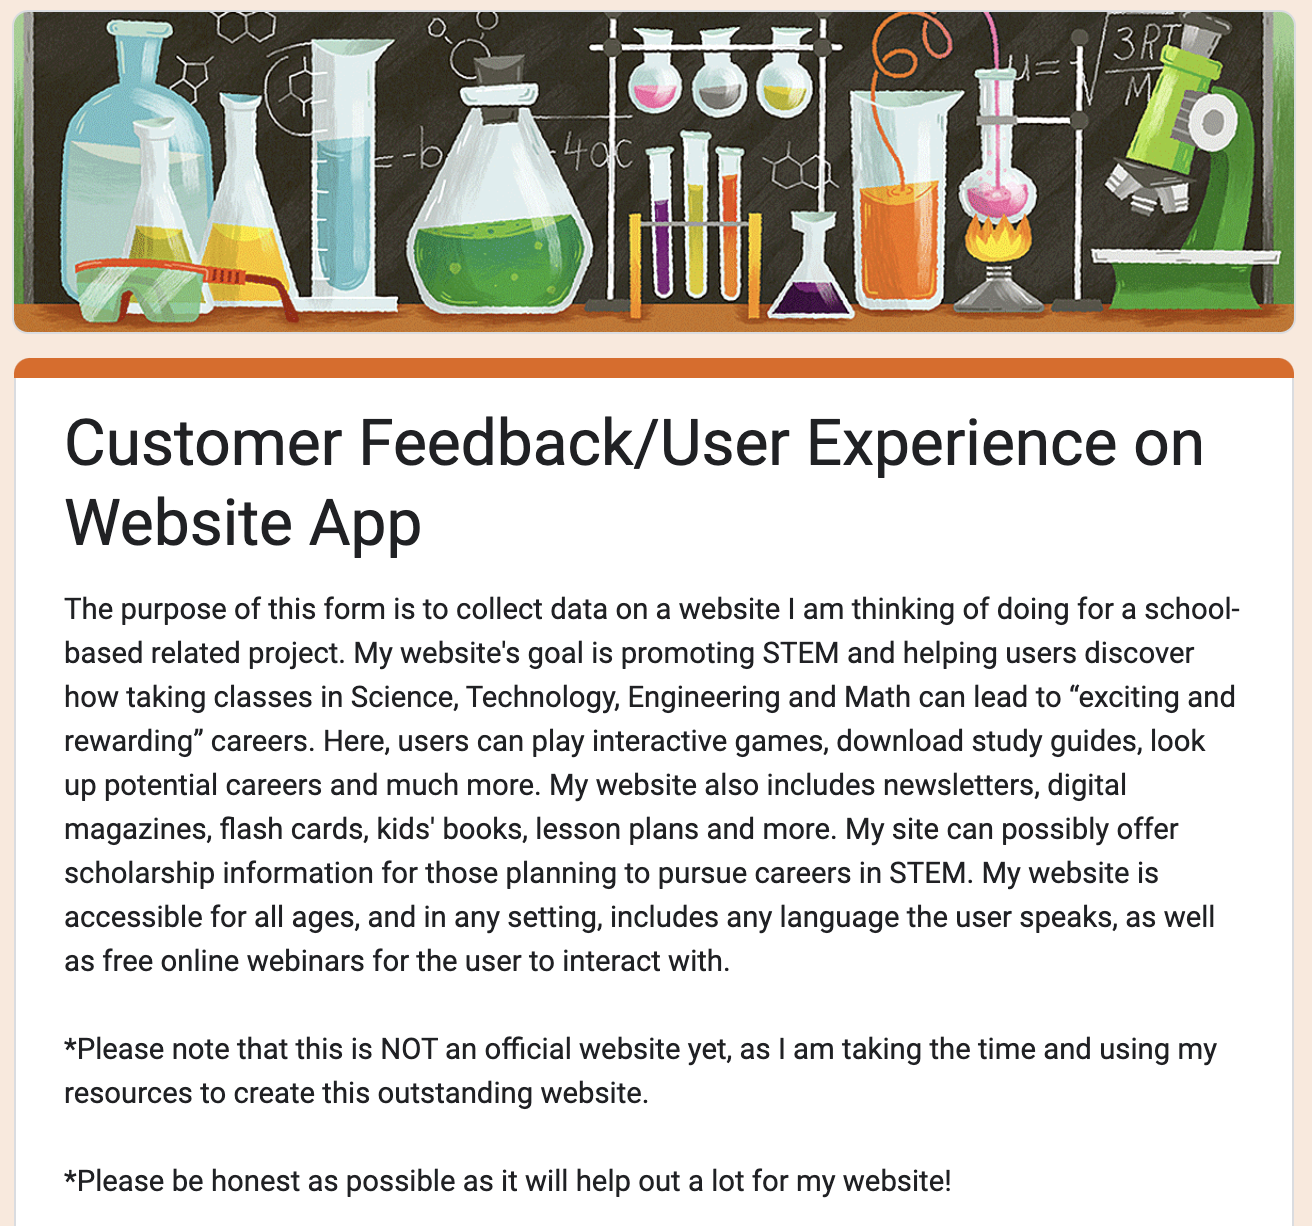 =-b -4ac
μ=√3RT
M
Customer Feedback/User Experience on
Website App
The purpose of this form is to collect data on a website I am thinking of doing for a school-
based related project. My website's goal is promoting STEM and helping users discover
how taking classes in Science, Technology, Engineering and Math can lead to “exciting and
rewarding” careers. Here, users can play interactive games, download study guides, look
up potential careers and much more. My website also includes newsletters, digital
magazines, flash cards, kids' books, lesson plans and more. My site can possibly offer
scholarship information for those planning to pursue careers in STEM. My website is
accessible for all ages, and in any setting, includes any language the user speaks, as well
as free online webinars for the user to interact with.
*Please note that this is NOT an official website yet, as I am taking the time and using my
resources to create this outstanding website.
*Please be honest as possible as it will help out a lot for my website!